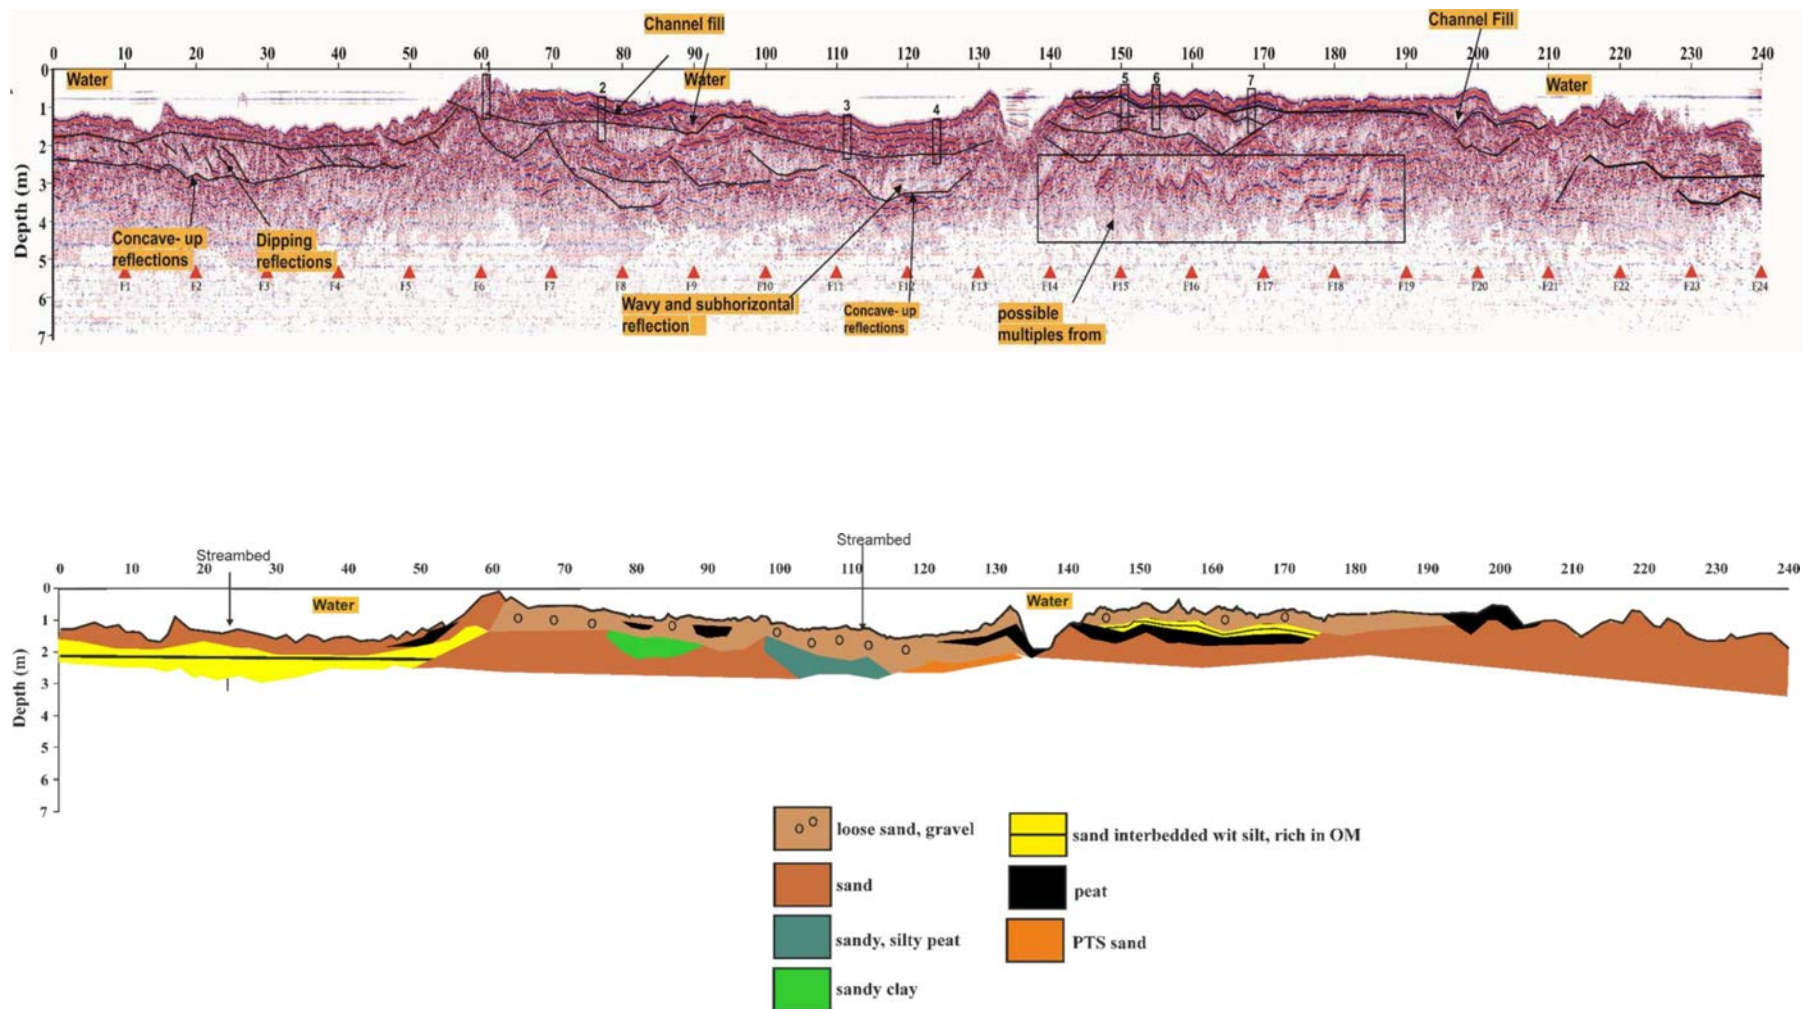 Channel fill
Channel Fill
0 10 20 30 40 50 60 70 80 90 100 110 120 130 140 150 160 170 180 190 200 210 220 230 240
Water
Water
Water
1 2 3 4 5 6 7
Depth (m)
0
1
2
3
4
5
6
7
Concave- up
reflections
Dipping
reflections
F1 F2 F3 F4 F5 F6 F7 F8 F9 F10 F11 F12 F13 F14 F15 F16 F17 F18 F19 F20 F21 F22 F23 F24
Wavy and subhorizontal
reflection
Concave- up
reflections
possible
multiples from
Streambed
Streambed
0 10 20 30 40 50 60 70 80 90 100 110 120 130 140 150 160 170 180 190 200 210 220 230 240
Water
Water
Depth (m)
0
1
2
3
4
5
6
7
loose sand, gravel
sand
sandy, silty peat
sandy clay
sand interbedded wit silt, rich in OM
peat
PTS sand